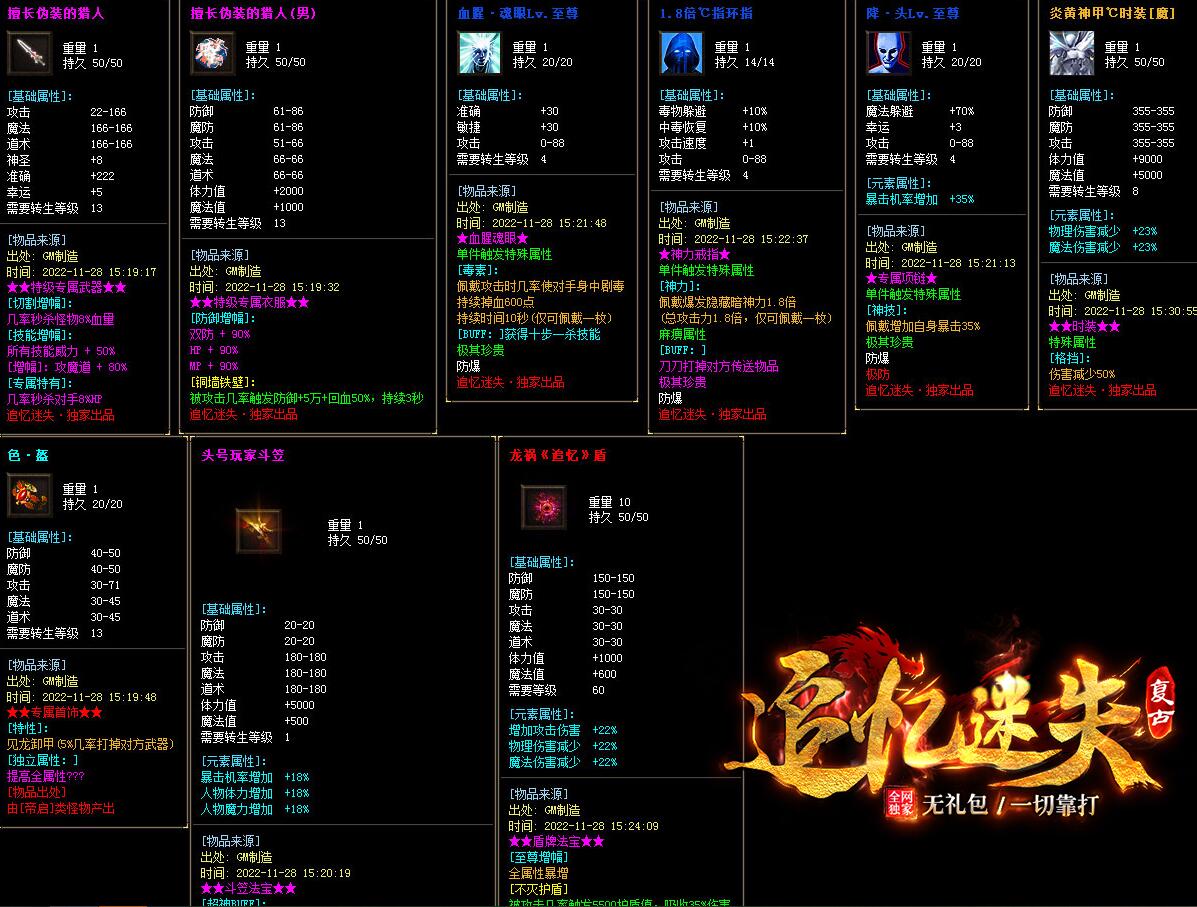 擅长伪装的猎人
重量 1
持久 50/50
[基础属性]:
攻击 22-166
魔法 166-166
道术 166-166
神圣 +8
准确 +222
幸运 +5
需要转生等级 13
[物品来源]
出处: GM制造
时间: 2022-11-28 15:19:17
★★特级专属武器★★
[切割增幅]:
几率秒杀怪物8%血量
[技能增幅]:
所有技能威力 + 50%
[增幅]: 攻魔道 + 80%
[专属特有]:
几率秒杀对手8%HP
追忆迷失·独家出品
擅长伪装的猎人(男)
重量 1
持久 50/50
[基础属性]:
防御 61-86
魔防 61-86
攻击 51-66
魔法 66-66
道术 66-66
体力值 +2000
魔法值 +1000
需要转生等级 13
[物品来源]
出处: GM制造
时间: 2022-11-28 15:19:32
★★特级专属衣服★★
[防御增幅]:
双防 + 90%
HP + 90%
MP + 90%
[铜墙铁壁]:
被攻击几率触发防御+5万+回血50%, 持续3秒
追忆迷失·独家出品
血腥·魂眼Lv.至尊
重量 1
持久 20/20
[基础属性]:
准确 +30
敏捷 +30
攻击 0-88
需要转生等级 4
[物品来源]
出处: GM制造
时间: 2022-11-28 15:21:48
★血腥魂眼★
单件触发特殊属性
[毒素]:
佩戴攻击时几率使对手身中剧毒
持续掉血600点
持续时间10秒(仅可佩戴一枚)
[BUFF: ]获得十步一杀技能
极其珍贵
防爆
追忆迷失·独家出品
1.8倍℃指环指
重量 1
持久 14/14
[基础属性]:
毒物躲避 +10%
中毒恢复 +10%
攻击速度 +1
攻击 0-88
需要转生等级 4
[物品来源]
出处: GM制造
时间: 2022-11-28 15:22:37
★神力戒指★
单件触发特殊属性
[神力]:
佩戴爆发隐藏暗神力1.8倍
(总攻击力1.8倍, 仅可佩戴一枚)
麻痹属性
[BUFF: ]
刀刀打掉对方传送物品
极其珍贵
防爆
追忆迷失·独家出品
降·头Lv.至尊
重量 1
持久 20/20
[基础属性]:
魔法躲避 +70%
幸运 +3
攻击 0-88
需要转生等级 4
[元素属性]:
暴击机率增加 +35%
[物品来源]
出处: GM制造
时间: 2022-11-28 15:21:13
★专属项链★
单件触发特殊属性
[神技]:
佩戴增加自身暴击35%
极其珍贵
防爆
极防
追忆迷失·独家出品
炎黄神甲℃时装[魔]
重量 1
持久 50/50
[基础属性]:
防御 355-355
魔防 355-355
攻击 355-355
体力值 +9000
魔法值 +5000
需要转生等级 8
[元素属性]:
物理伤害减少 +23%
魔法伤害减少 +23%
[物品来源]
出处: GM制造
时间: 2022-11-28 15:30:55
★★时装★★
特殊属性
[格挡]:
伤害减少50%
追忆迷失·独家出品
色·盔
重量 1
持久 20/20
[基础属性]:
防御 40-50
魔防 40-50
攻击 30-71
魔法 30-45
道术 30-45
需要转生等级 13
[物品来源]
出处: GM制造
时间: 2022-11-28 15:19:48
★★专属首饰★★
[特性]:
见龙卸甲(5%几率打掉对方武器)
[独立属性: ]
提高全属性???
[物品出处]
由[帝启]类怪物产出
头号玩家斗笠
重量 1
持久 50/50
[基础属性]:
防御 20-20
魔防 20-20
攻击 180-180
魔法 180-180
道术 180-180
体力值 +5000
魔法值 +500
需要转生等级 1
[元素属性]:
暴击机率增加 +18%
人物体力增加 +18%
人物魔力增加 +18%
[物品来源]
出处: GM制造
时间: 2022-11-28 15:20:19
★★斗笠法宝★★
[超神BUFF]:
龙祸《追忆》盾
重量 10
持久 50/50
[基础属性]:
防御 150-150
魔防 150-150
攻击 30-30
魔法 30-30
道术 30-30
体力值 +1000
魔法值 +600
需要等级 60
[元素属性]:
增加攻击伤害 +22%
物理伤害减少 +22%
魔法伤害减少 +22%
[物品来源]
出处: GM制造
时间: 2022-11-28 15:24:09
★★盾牌法宝★★
[至尊增幅]
全属性暴增
[不灭护盾]
被攻击几率触发5500护盾值, 吸收35%伤害
追忆迷失
复古
全网独家
无礼包 / 一切靠打